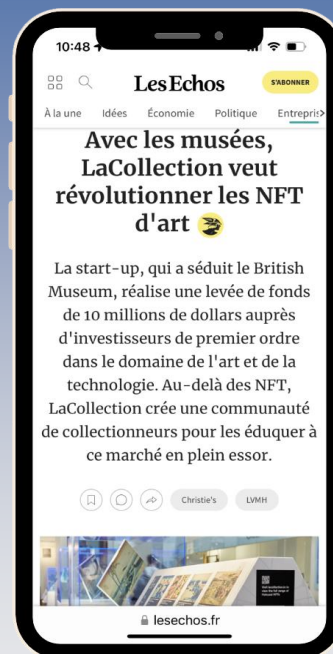 10:48
Les Echos
S'ABONNER
À la une Idées Économie Politique Entrepris
Avec les musées,
LaCollection veut
révolutionner les NFT
d'art
La start-up, qui a séduit le British
Museum, réalise une levée de fonds
de 10 millions de dollars auprès
d'investisseurs de premier ordre
dans le domaine de l'art et de la
technologie. Au-delà des NFT,
LaCollection crée une communauté
de collectionneurs pour les éduquer à
ce marché en plein essor.
Christie's LVMH
lesechos.fr